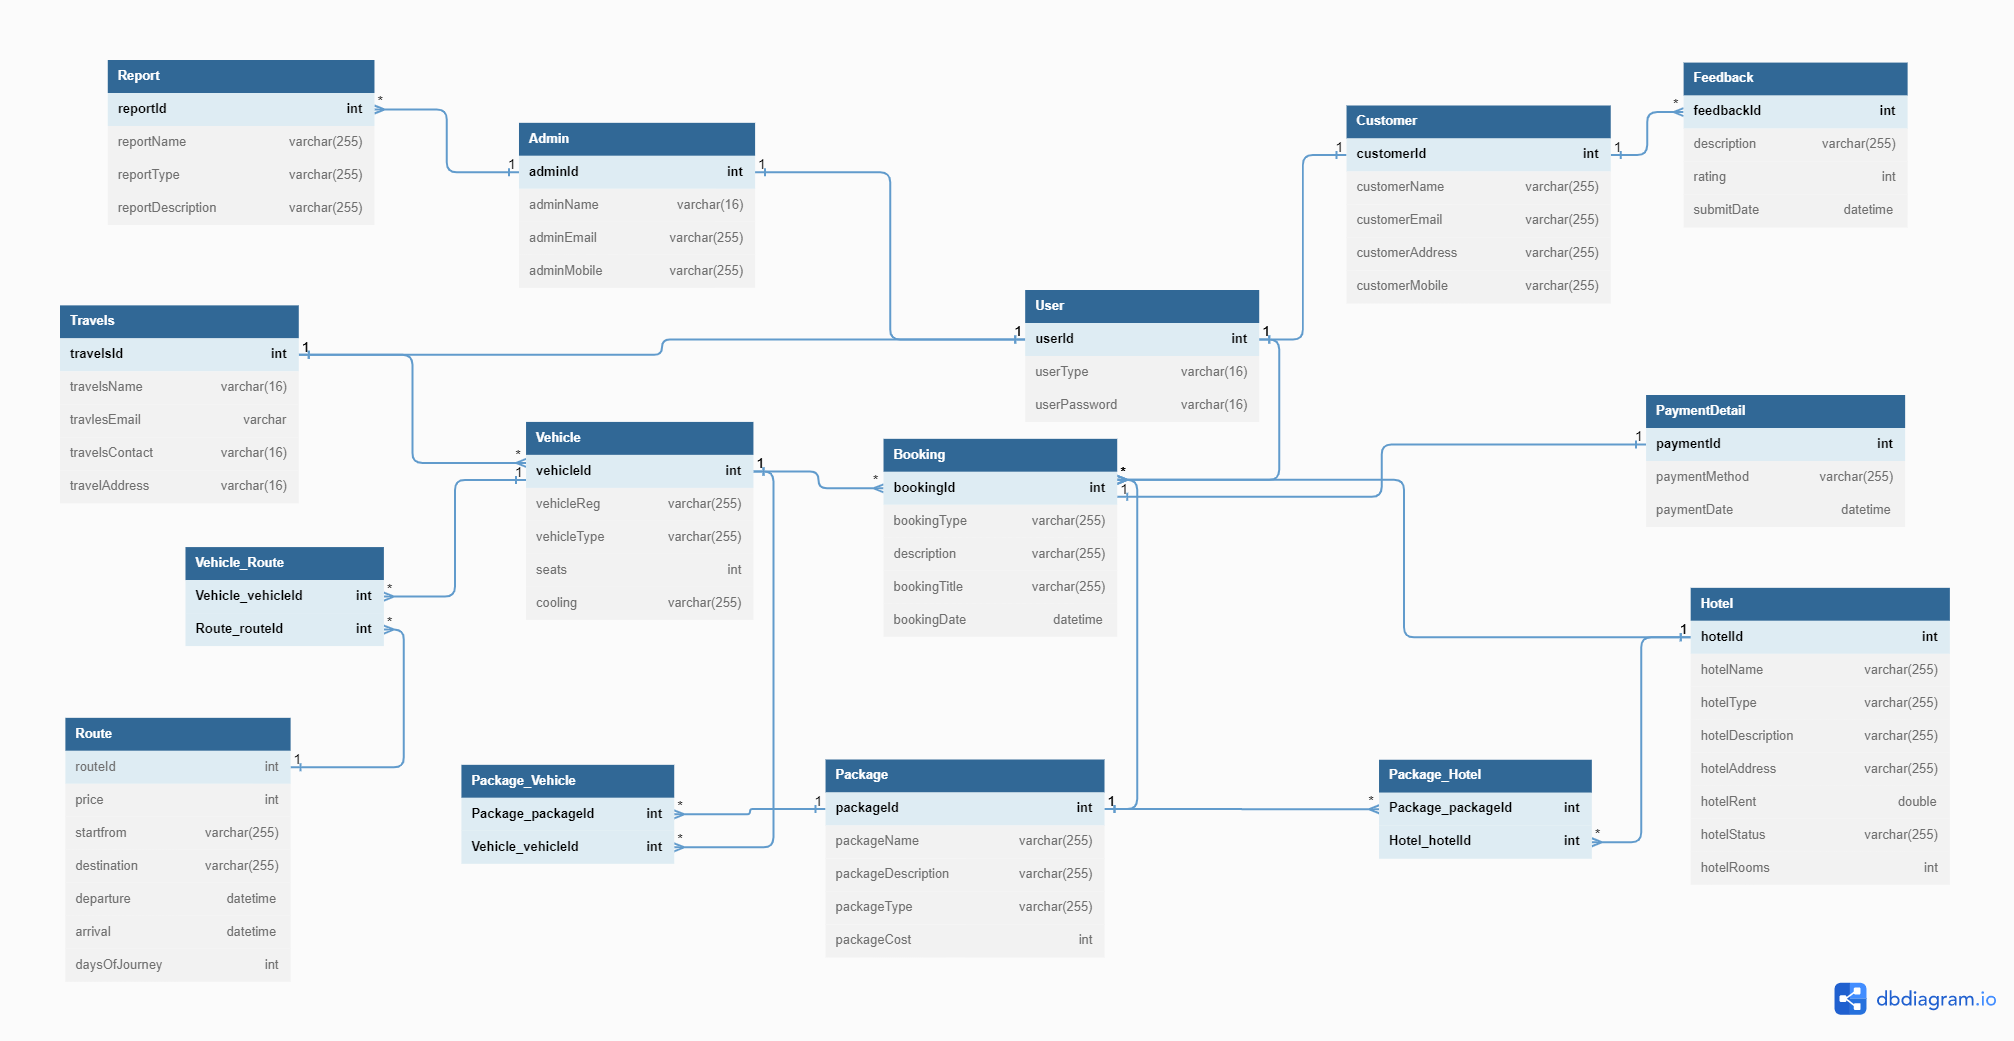 Report
reportId int
reportName varchar(255)
reportType varchar(255)
reportDescription varchar(255)
*
1
Admin
adminId int
adminName varchar(16)
adminEmail varchar(255)
adminMobile varchar(255)
1
Customer
customerId int
customerName varchar(255)
customerEmail varchar(255)
customerAddress varchar(255)
customerMobile varchar(255)
1
1
Feedback
feedbackId int
description varchar(255)
rating int
submitDate datetime
*
Travels
travelsId int
travelsName varchar(16)
travlesEmail varchar
travelsContact varchar(16)
travelAddress varchar(16)
1
User
userId int
userType varchar(16)
userPassword varchar(16)
1
1
Vehicle
vehicleId int
vehicleReg varchar(255)
vehicleType varchar(255)
seats int
cooling varchar(255)
*
1
1
Booking
bookingId int
bookingType varchar(255)
description varchar(255)
bookingTitle varchar(255)
bookingDate datetime
*
*
1
PaymentDetail
paymentId int
paymentMethod varchar(255)
paymentDate datetime
1
Vehicle_Route
Vehicle_vehicleId int
Route_routeId int
*
*
Hotel
hotelId int
hotelName varchar(255)
hotelType varchar(255)
hotelDescription varchar(255)
hotelAddress varchar(255)
hotelRent double
hotelStatus varchar(255)
hotelRooms int
1
Route
routeId int
price int
startfrom varchar(255)
destination varchar(255)
departure datetime
arrival datetime
daysOfJourney int
1
Package_Vehicle
Package_packageId int
Vehicle_vehicleId int
*
*
Package
packageId int
packageName varchar(255)
packageDescription varchar(255)
packageType varchar(255)
packageCost int
1
1
Package_Hotel
Package_packageId int
Hotel_hotelId int
*
*
dbdiagram.io